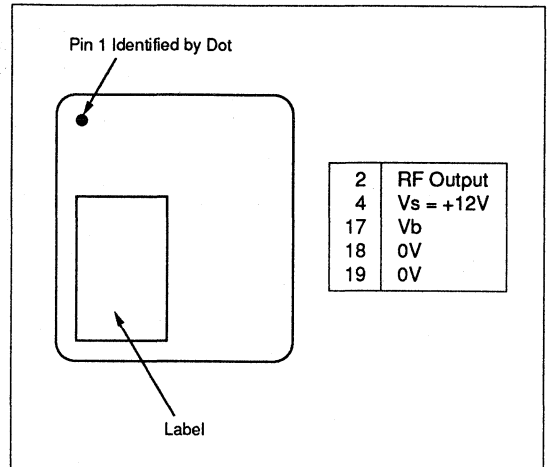 Pin 1 Identified by Dot
2 RF Output
4 Vs = +12V
17 Vb
18 0V
19 0V
Label